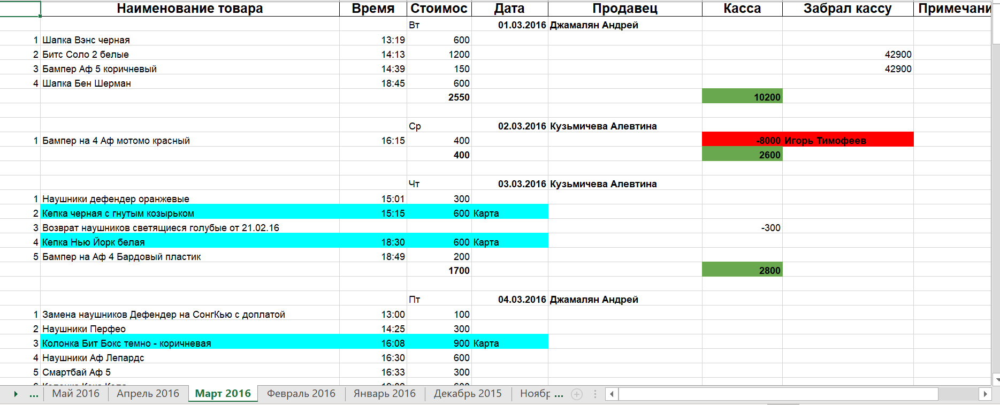 Наименование товара Время Стоимос Дата Продавец Касса Забрал кассу Примечани
Вт 01.03.2016 Джамалян Андрей
1 Шапка Вэнс черная 13:19 600
2 Битс Соло 2 белые 14:13 1200 42900
3 Бампер Аф 5 коричневый 14:39 150 42900
4 Шапка Бен Шерман 18:45 600
2550 10200
Ср 02.03.2016 Кузьмичева Алевтина
1 Бампер на 4 Аф мотомо красный 16:15 400 -8000 Игорь Тимофеев
400 2600
Чт 03.03.2016 Кузьмичева Алевтина
1 Наушники дефендер оранжевые 15:01 300
2 Кепка черная с гнутым козырьком 15:15 600 Карта
3 Возврат наушников светящиеся голубые от 21.02.16 -300
4 Кепка Нью Йорк белая 18:30 600 Карта
5 Бампер на Аф 4 Бардовый пластик 18:49 200
1700 2800
Пт 04.03.2016 Джамалян Андрей
1 Замена наушников Дефендер на СонгКью с доплатой 13:00 100
2 Наушники Перфео 14:25 300
3 Колонка Бит Бокс темно - коричневая 16:08 900 Карта
4 Наушники Аф Лепардс 16:30 600
5 Смартбай Аф 5 16:33 300
... Май 2016 Апрель 2016 Март 2016 Февраль 2016 Январь 2016 Декабрь 2015 Ноябр ...